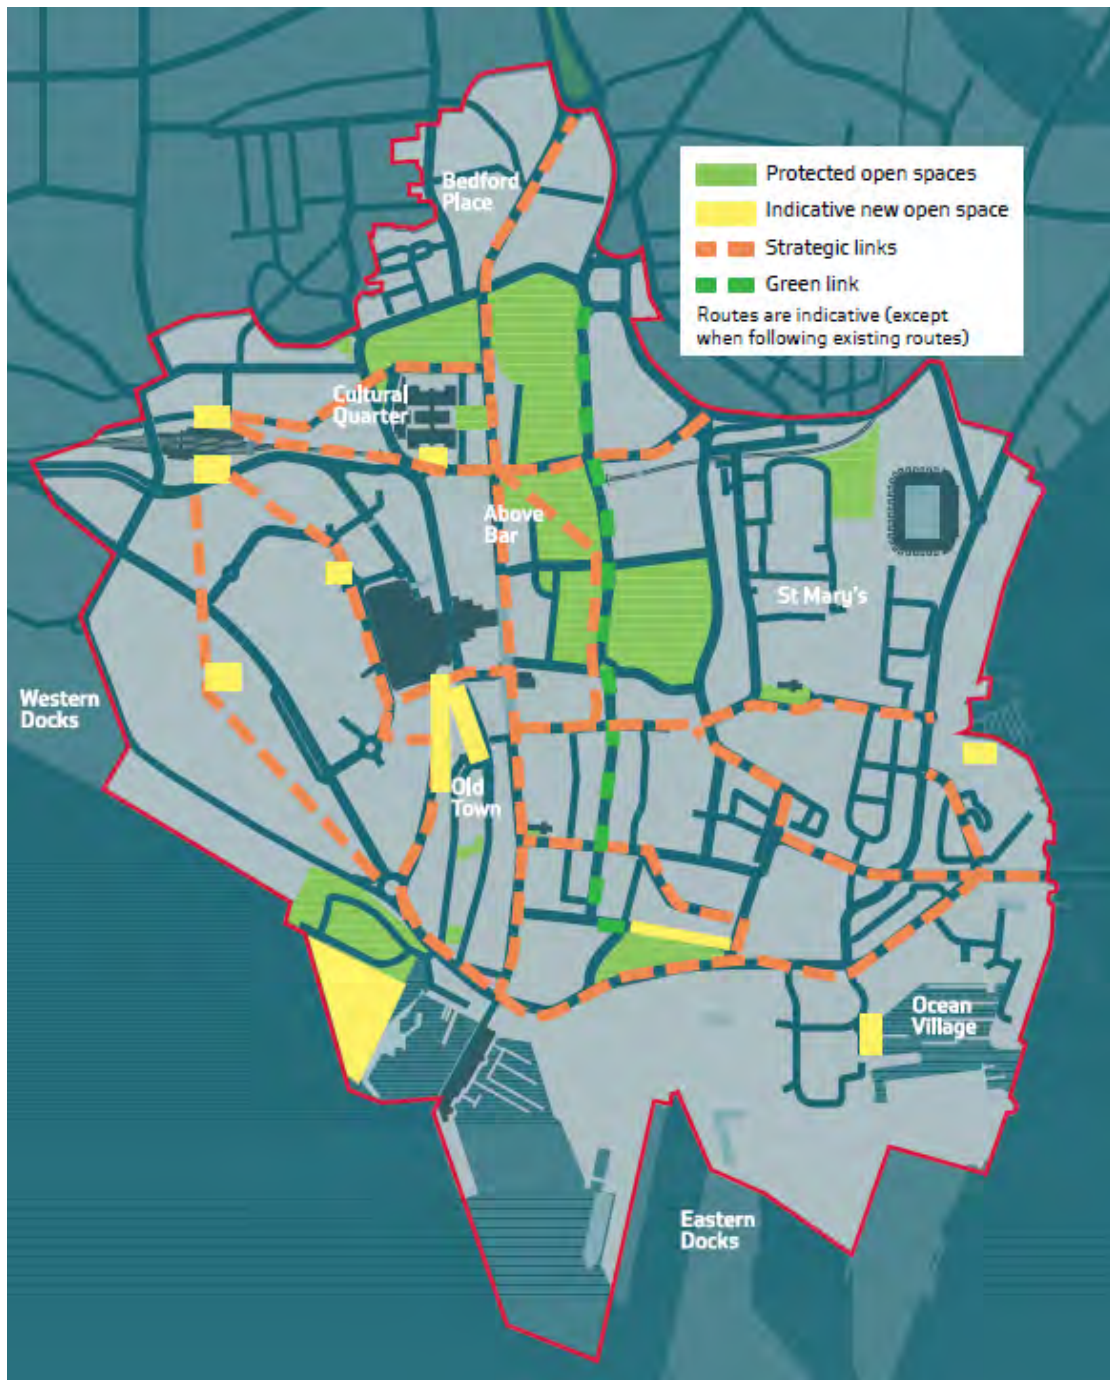 Bedford
Place
Protected open spaces
Indicative new open space
Strategic links
Green link
Routes are indicative (except
when following existing routes)
Cultural
Quarter
Above
Bar
St Mary's
Western
Docks
Old
Town
Ocean
Village
Eastern
Docks